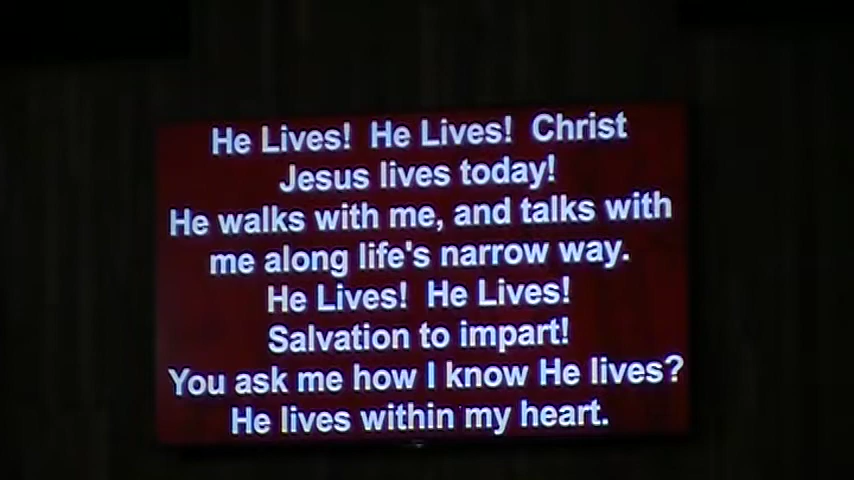 He Lives!  He Lives!  Christ
Jesus lives today!
He walks with me, and talks with
me along life's narrow way.
He Lives!  He Lives!
Salvation to impart!
You ask me how I know He lives?
He lives within my heart.